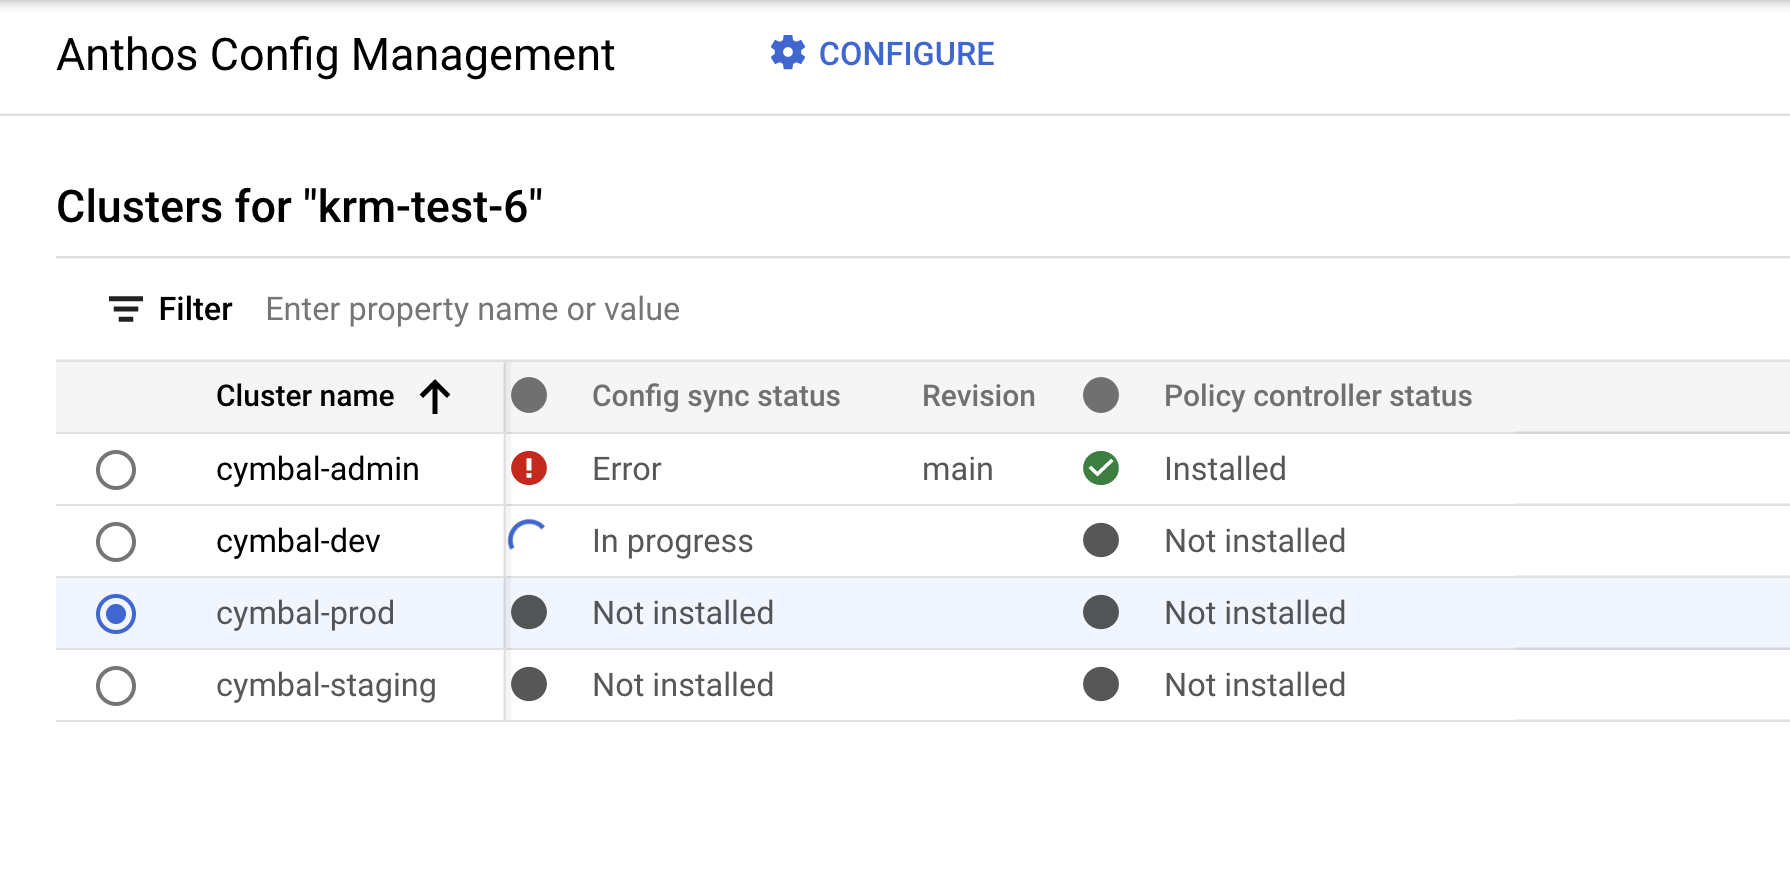 Anthos Config Management CONFIGURE
Clusters for "krm-test-6"
Filter Enter property name or value
Cluster name Config sync status Revision Policy controller status
cymbal-admin Error main Installed
cymbal-dev In progress Not installed
cymbal-prod Not installed Not installed
cymbal-staging Not installed Not installed